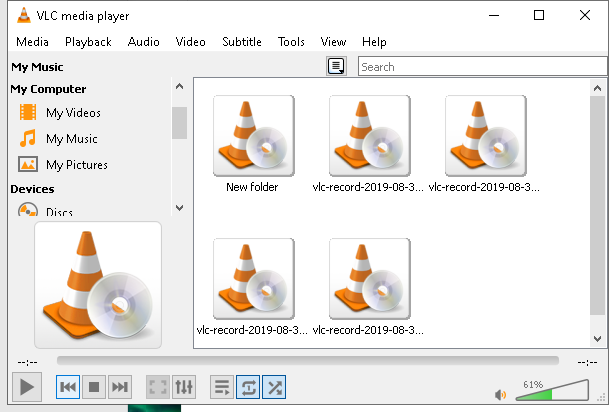 VLC media player
Media Playback Audio Video Subtitle Tools View Help
My Music
Search
My Computer
My Videos
My Music
My Pictures
Devices
Discs
New folder
vlc-record-2019-08-3...
vlc-record-2019-08-3...
vlc-record-2019-08-3...
vlc-record-2019-08-3...
--:--
--:--
61%